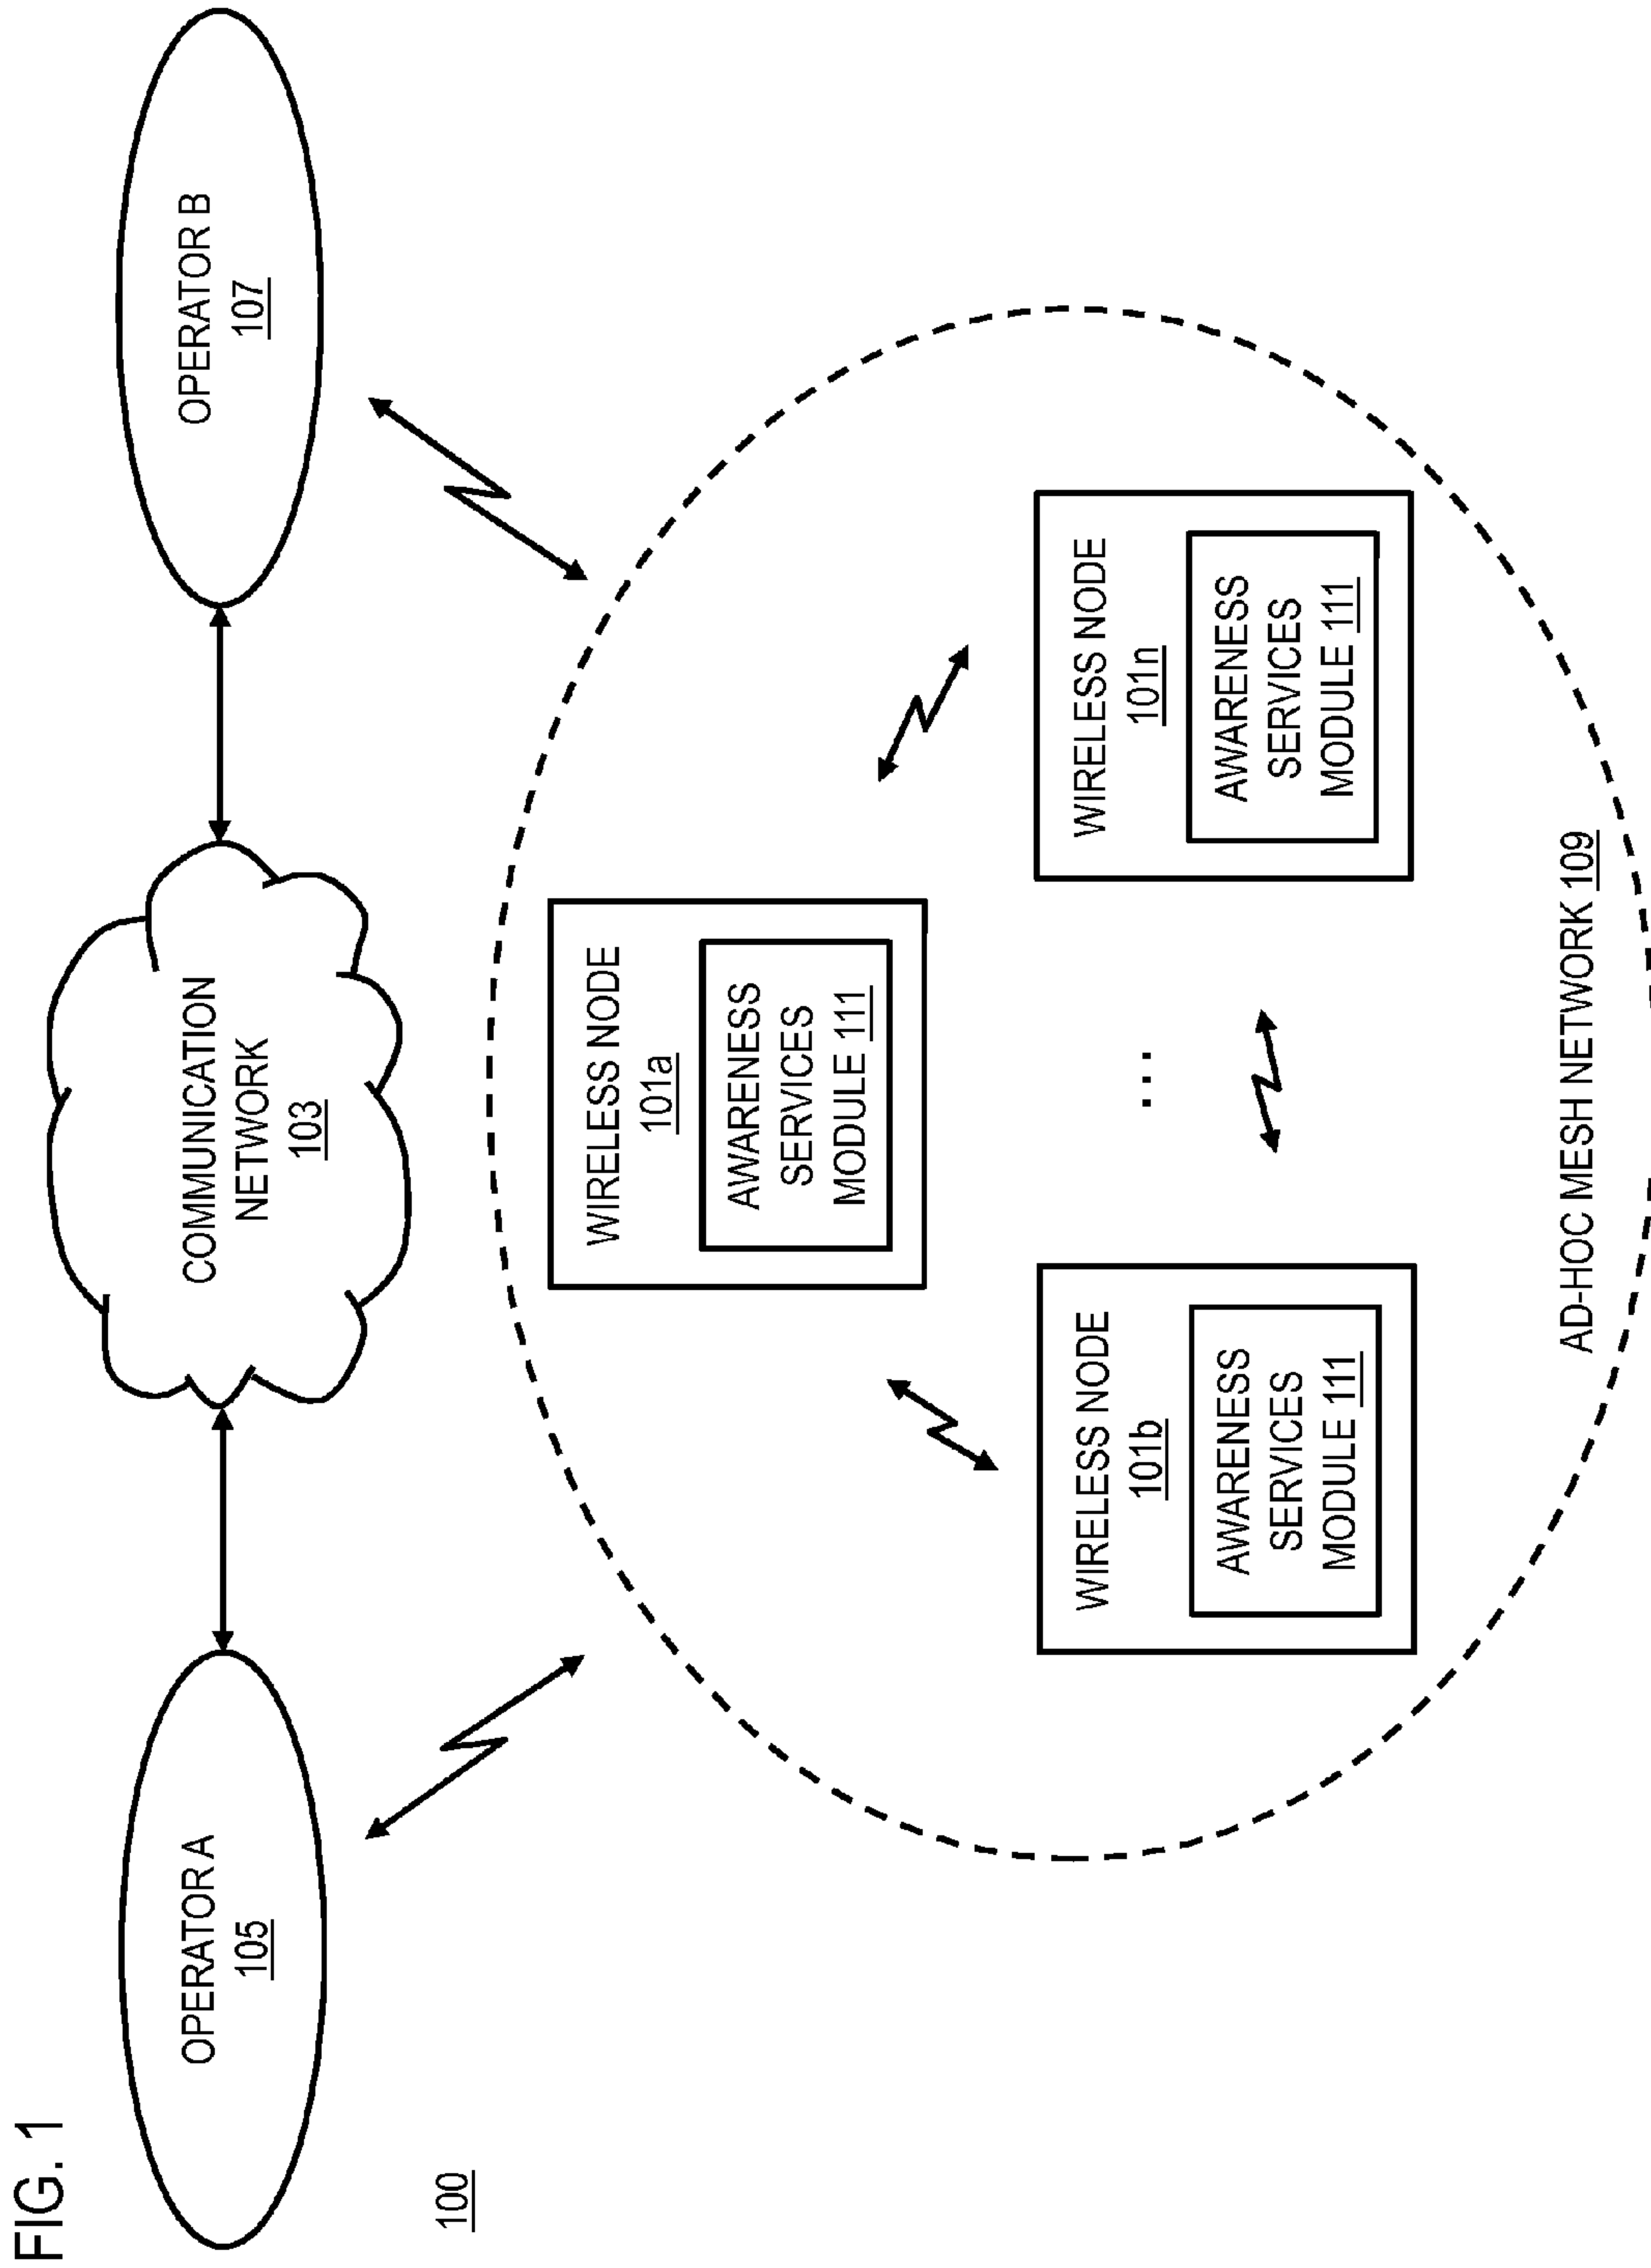 FIG. 1
OPERATOR A
105
COMMUNICATION
NETWORK
103
OPERATOR B
107
100
WIRELESS NODE
101a
AWARENESS
SERVICES
MODULE 111
WIRELESS NODE
101b
AWARENESS
SERVICES
MODULE 111
...
WIRELESS NODE
101n
AWARENESS
SERVICES
MODULE 111
AD-HOC MESH NETWORK 109